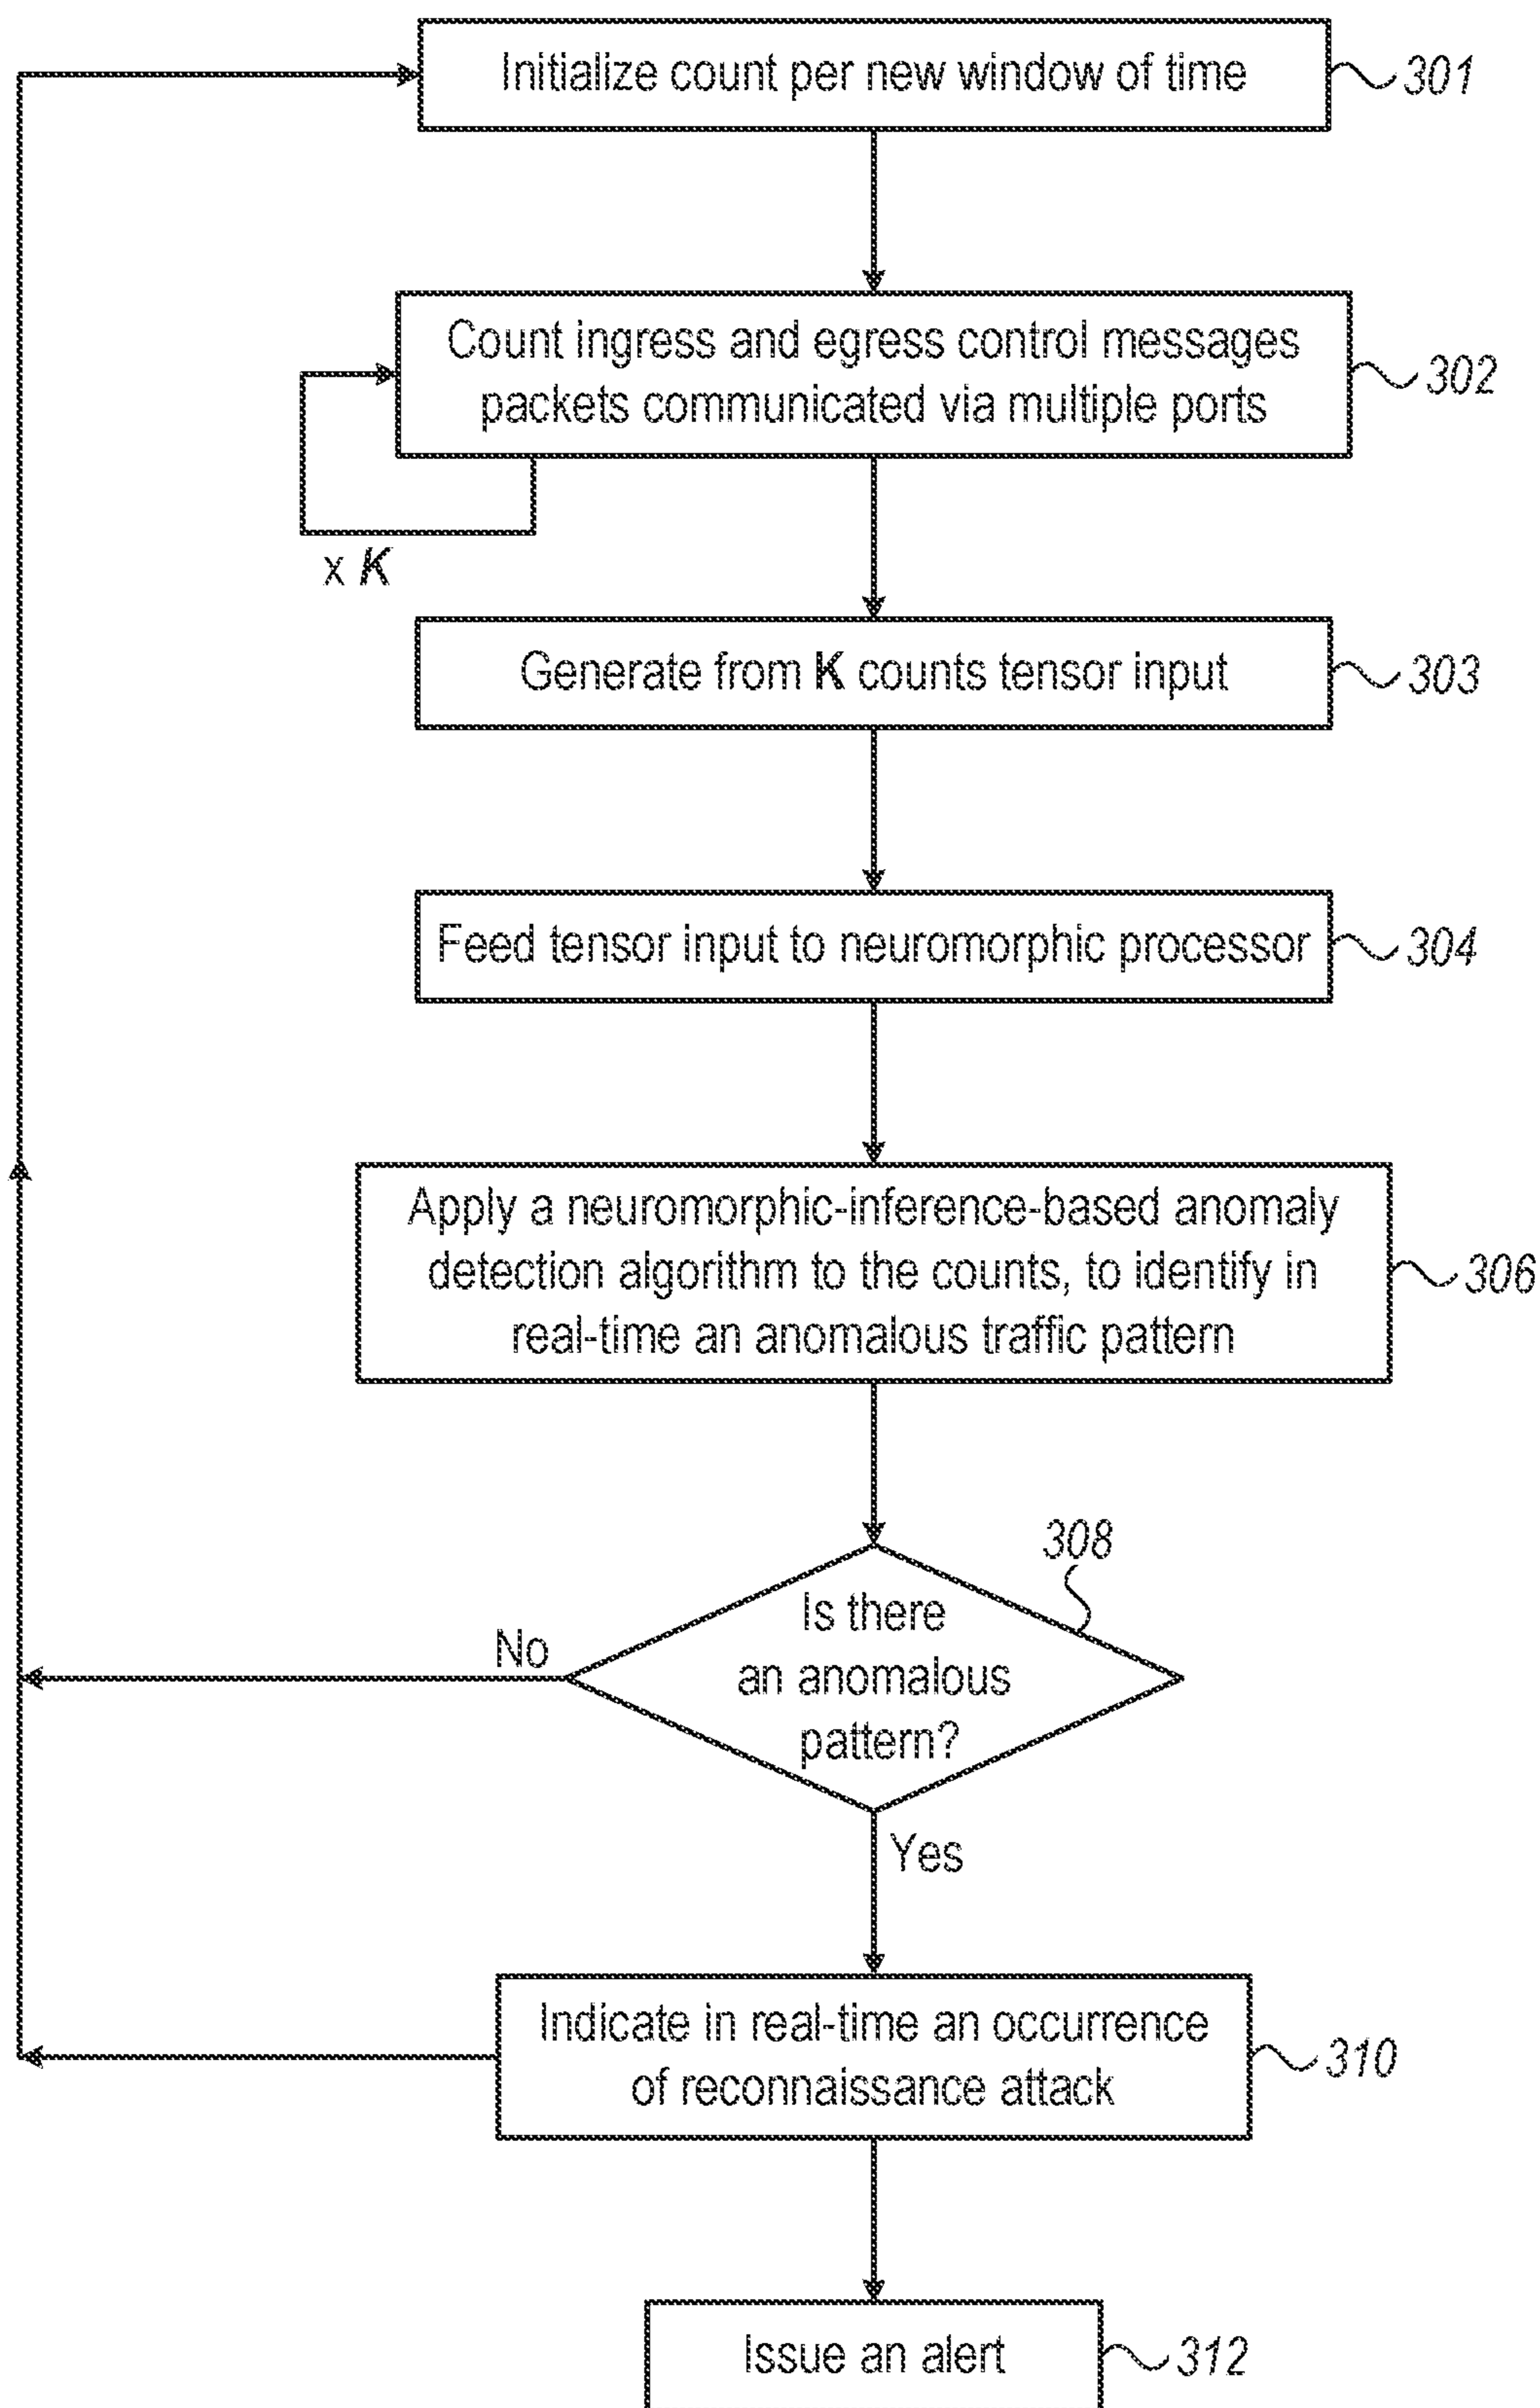 Initialize count per new window of time
301
Count ingress and egress control messages
packets communicated via multiple ports
302
x K
Generate from K counts tensor input
303
Feed tensor input to neuromorphic processor
304
Apply a neuromorphic-inference-based anomaly
detection algorithm to the counts, to identify in
real-time an anomalous traffic pattern
306
308
Is there
an anomalous
pattern?
No
Yes
Indicate in real-time an occurrence
of reconnaissance attack
310
Issue an alert
312